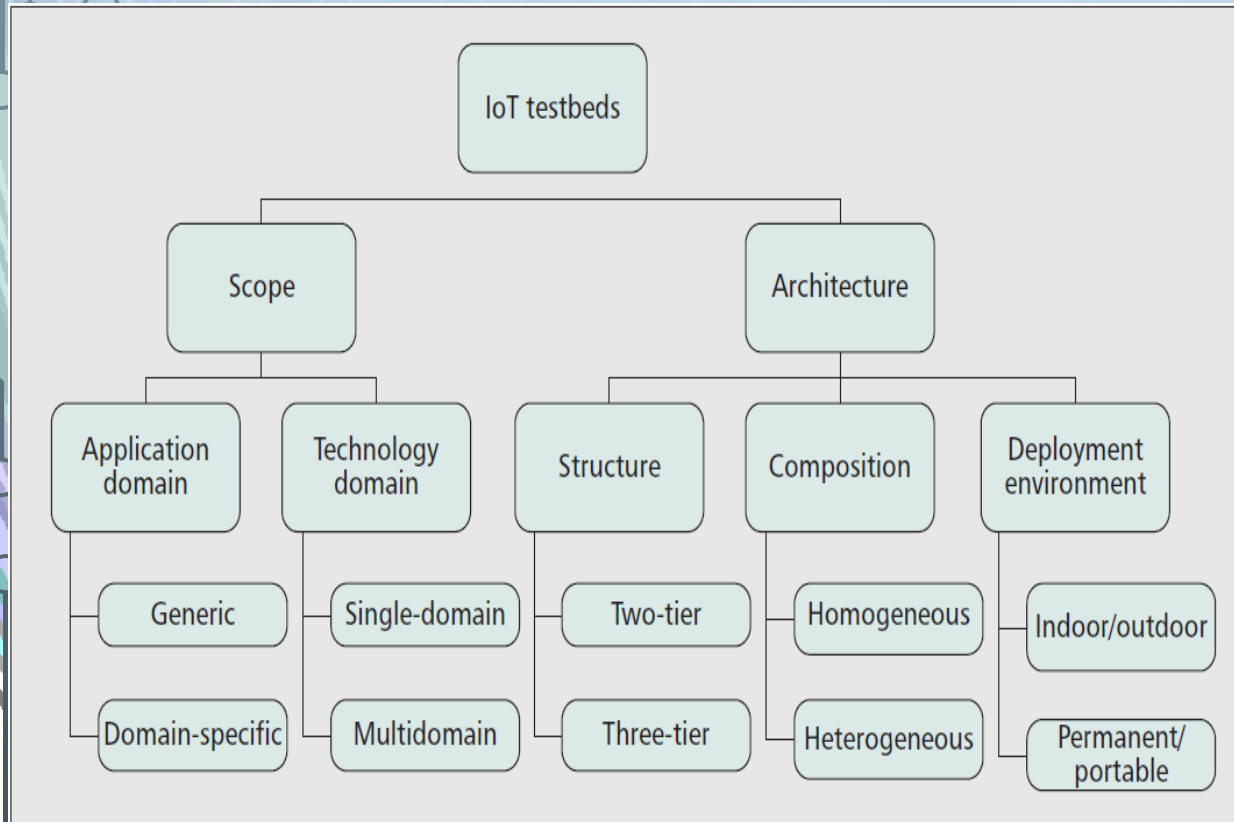 IoT testbeds
Scope
Architecture
Application
domain
Technology
domain
Structure
Composition
Deployment
environment
Generic
Single-domain
Two-tier
Homogeneous
Indoor/outdoor
Domain-specific
Multidomain
Three-tier
Heterogeneous
Permanent/
portable